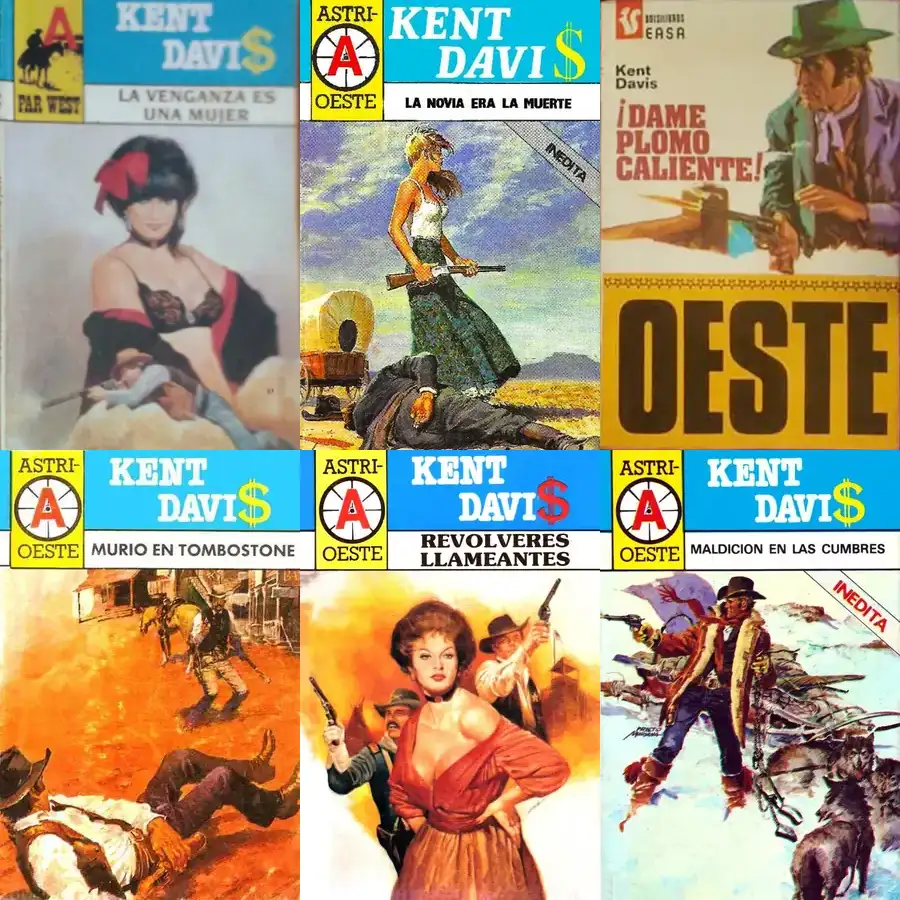 A
PAR WEST
KENT
DAVI$
LA VENGANZA ES
UNA MUJER
ASTRI-
A
OESTE
KENT
DAVI$
LA NOVIA ERA LA MUERTE
INEDITA
BOLSILIBROS
EASA
Kent
Davis
¡DAME
PLOMO
CALIENTE!
OESTE
ASTRI-
A
OESTE
KENT
DAVI$
MURIO EN TOMBOSTONE
ASTRI-
A
OESTE
KENT
DAVI$
REVOLVERES
LLAMEANTES
ASTRI-
A
OESTE
KENT
DAVI$
MALDICION EN LAS CUMBRES
INEDITA